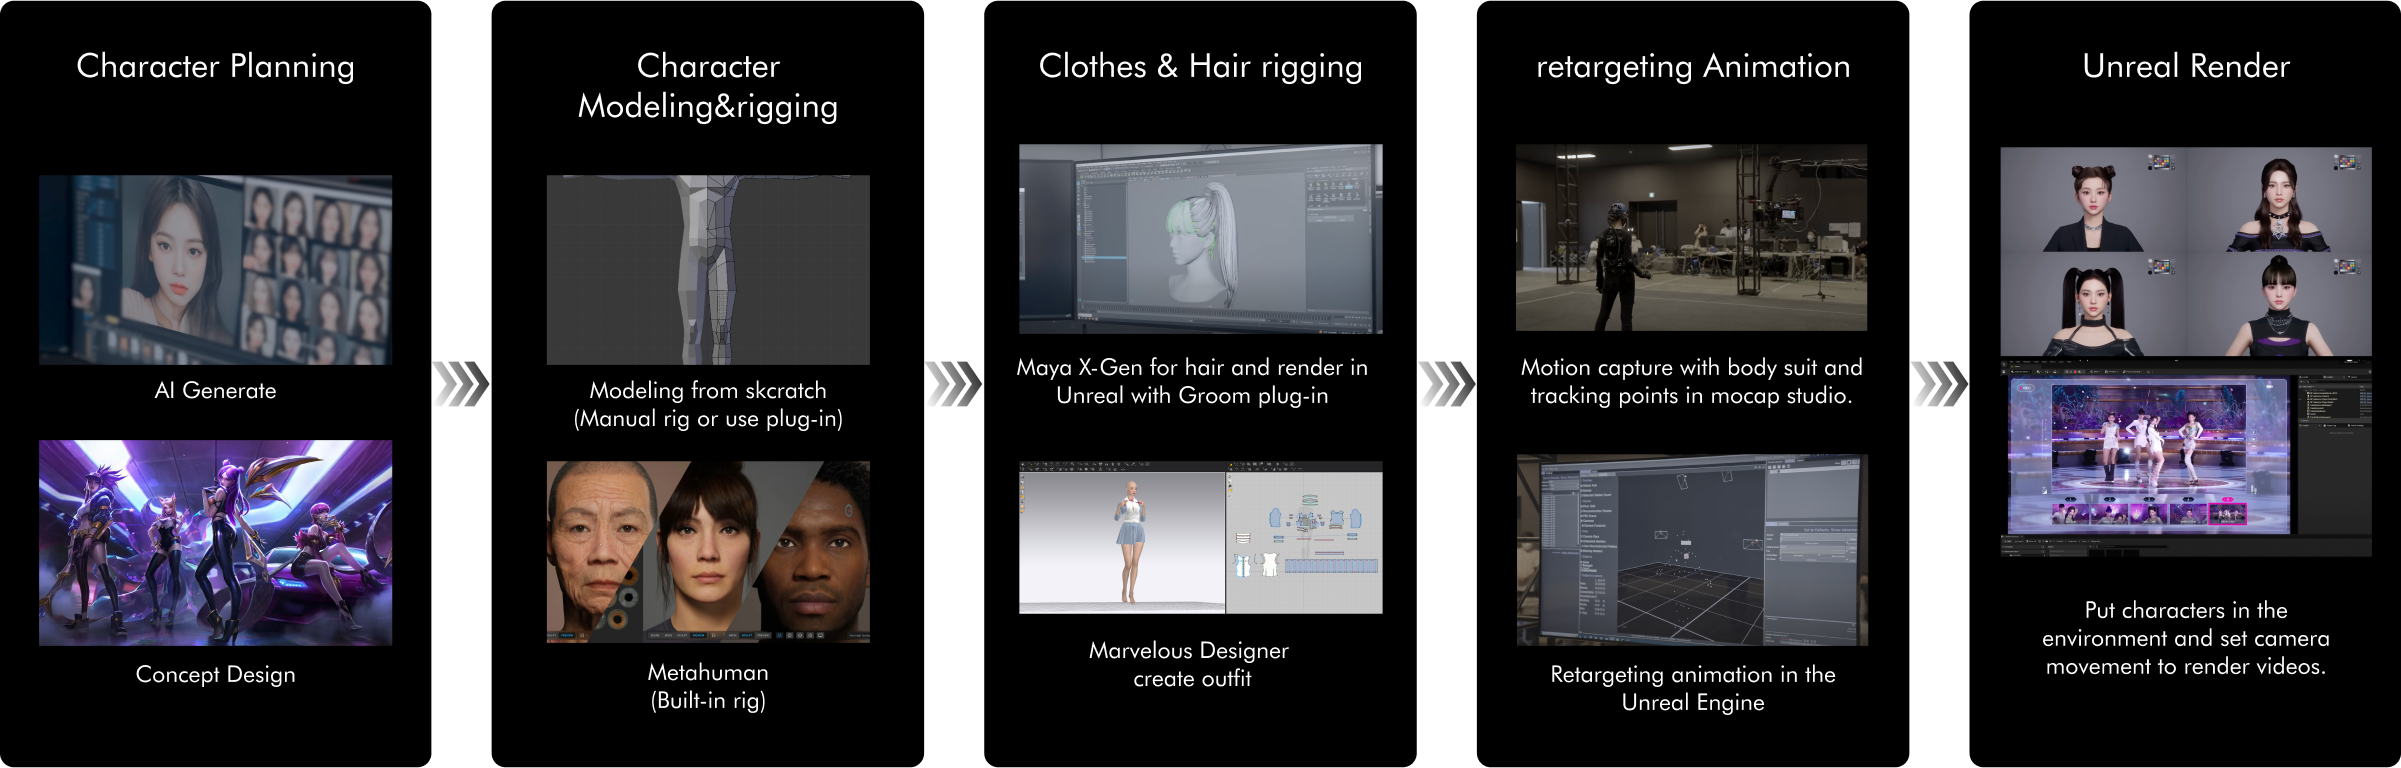 Character Planning
AI Generate
Concept Design
Character
Modeling&rigging
Modeling from skcratch
(Manual rig or use plug-in)
Metahuman
(Built-in rig)
Clothes & Hair rigging
Maya X-Gen for hair and render in
Unreal with Groom plug-in
Marvelous Designer
create outfit
retargeting Animation
Motion capture with body suit and
tracking points in mocap studio.
Retargeting animation in the
Unreal Engine
Unreal Render
Put characters in the
environment and set camera
movement to render videos.